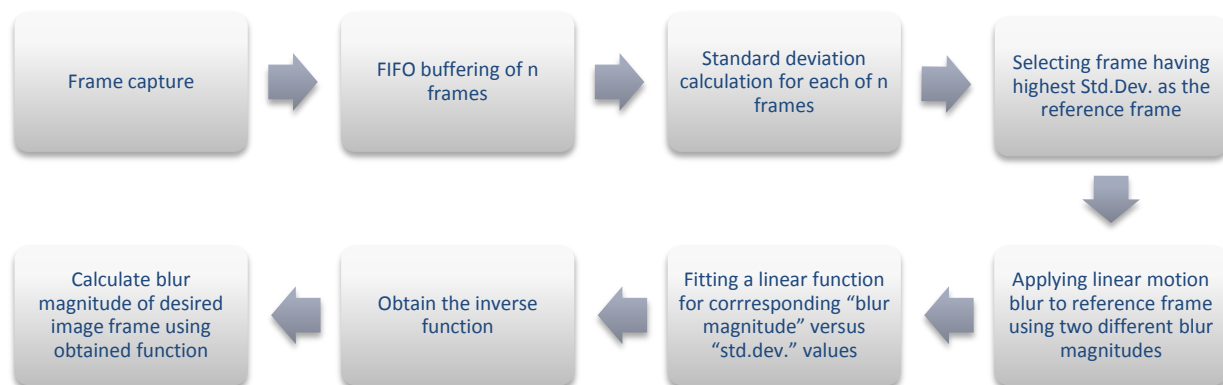 Frame capture
FIFO buffering of n
frames
Standard deviation
calculation for each of n
frames
Selecting frame having
highest Std.Dev. as the
reference frame
Applying linear motion
blur to reference frame
using two different blur
magnitudes
Fitting a linear function
for corrresponding “blur
magnitude” versus
“std.dev.” values
Obtain the inverse
function
Calculate blur
magnitude of desired
image frame using
obtained function